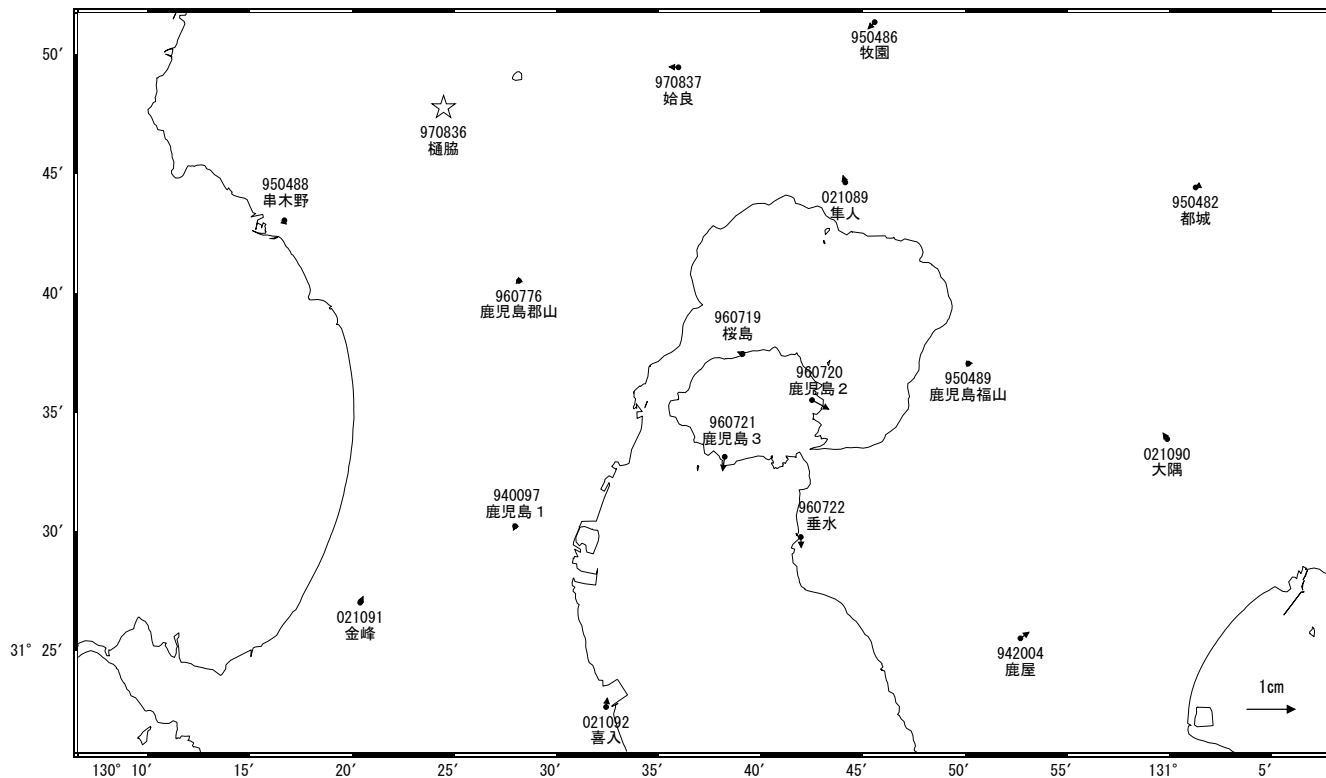 50′
950486
牧園
970837
姶良
970836
樋脇
45′
950488
串木野
021089
隼人
950482
都城
40′
960776
鹿児島郡山
960719
桜島
960720
鹿児島２
950489
鹿児島福山
35′
960721
鹿児島３
021090
大隅
940097
鹿児島１
960722
垂水
30′
021091
金峰
31° 25′
942004
鹿屋
1cm
021092
喜入
130° 10′ 15′ 20′ 25′ 30′ 35′ 40′ 45′ 50′ 55′ 131° 5′